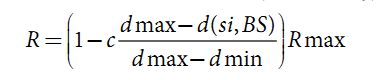 R = (1 − c (d max − d(si, BS)) / (d max − d min)) R max